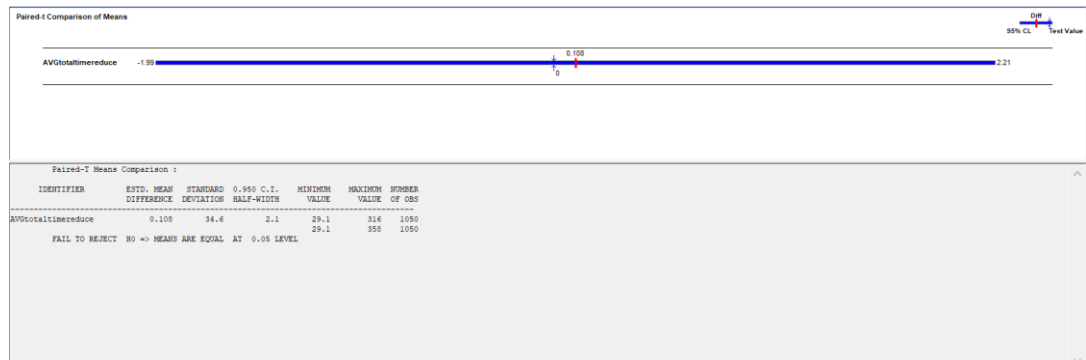 Paired-t Comparison of Means
Diff
95% CL Test Value
0.108
AVGtotaltimereduce -1.99 2.21
0
Paired-T Means Comparison :
IDENTIFIER ESTD. MEAN STANDARD 0.950 C.I. MINIMUM MAXIMUM NUMBER
DIFFERENCE DEVIATION HALF-WIDTH VALUE VALUE OF OBS
AVGtotaltimereduce 0.108 34.6 2.1 29.1 316 1050
29.1 358 1050
FAIL TO REJECT H0 => MEANS ARE EQUAL AT 0.05 LEVEL